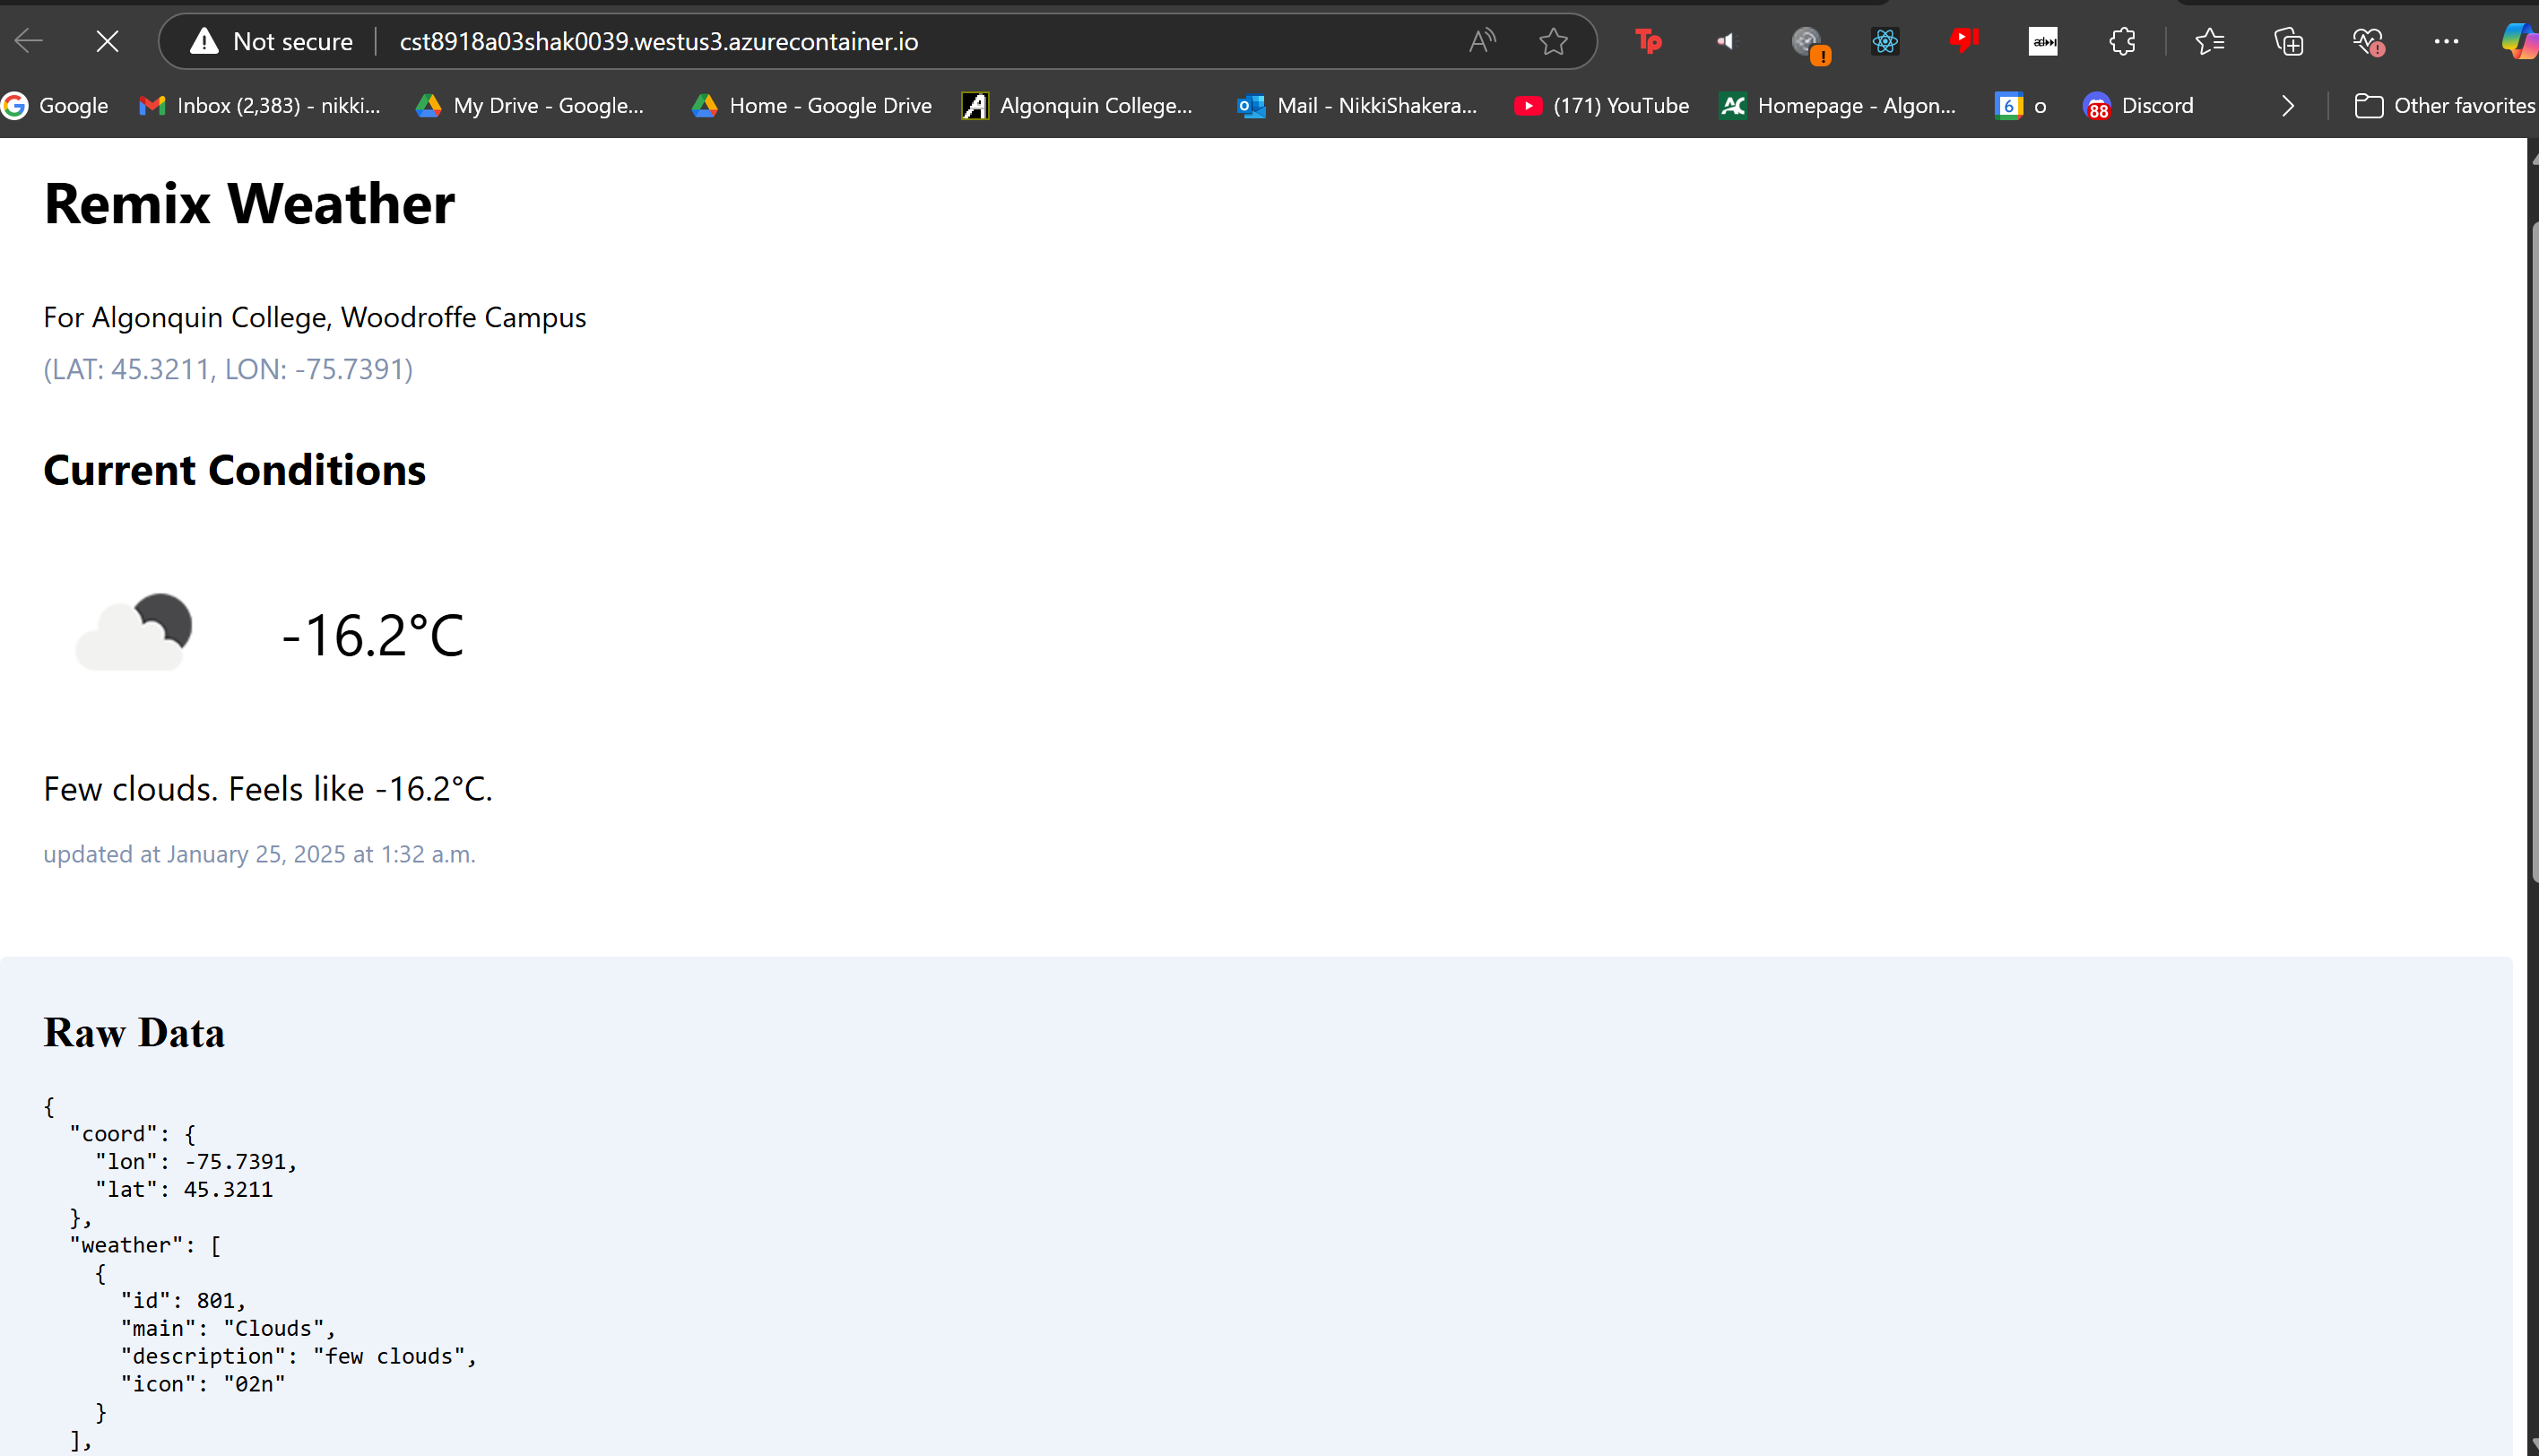 Not secure cst8918a03shak0039.westus3.azurecontainer.io A Tp ! ad !
Google Inbox (2,383) - nikki... My Drive - Google... Home - Google Drive Algonquin College... Mail - NikkiShakera... (171) YouTube Homepage - Algon... 6 o 88 Discord Other favorites
Remix Weather
For Algonquin College, Woodroffe Campus
(LAT: 45.3211, LON: -75.7391)
Current Conditions
-16.2°C
Few clouds. Feels like -16.2°C.
updated at January 25, 2025 at 1:32 a.m.
Raw Data
{
  "coord": {
    "lon": -75.7391,
    "lat": 45.3211
  },
  "weather": [
    {
      "id": 801,
      "main": "Clouds",
      "description": "few clouds",
      "icon": "02n"
    }
  ],